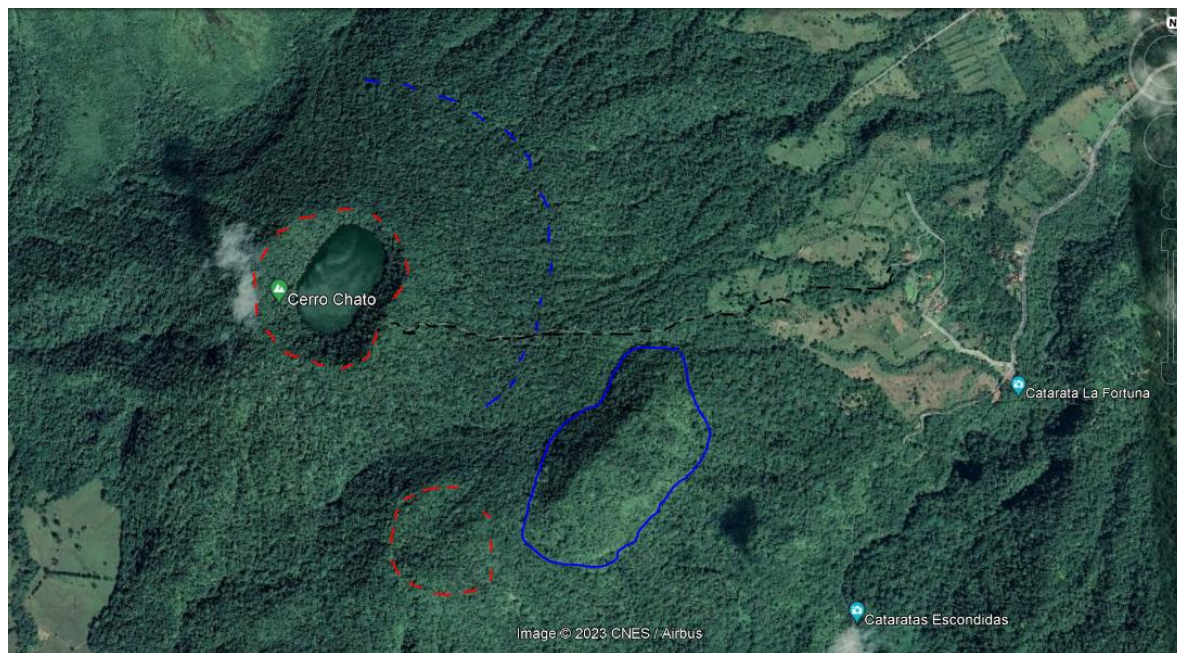 N
Cerro Chato
Catarata La Fortuna
Cataratas Escondidas
Image © 2023 CNES / Airbus